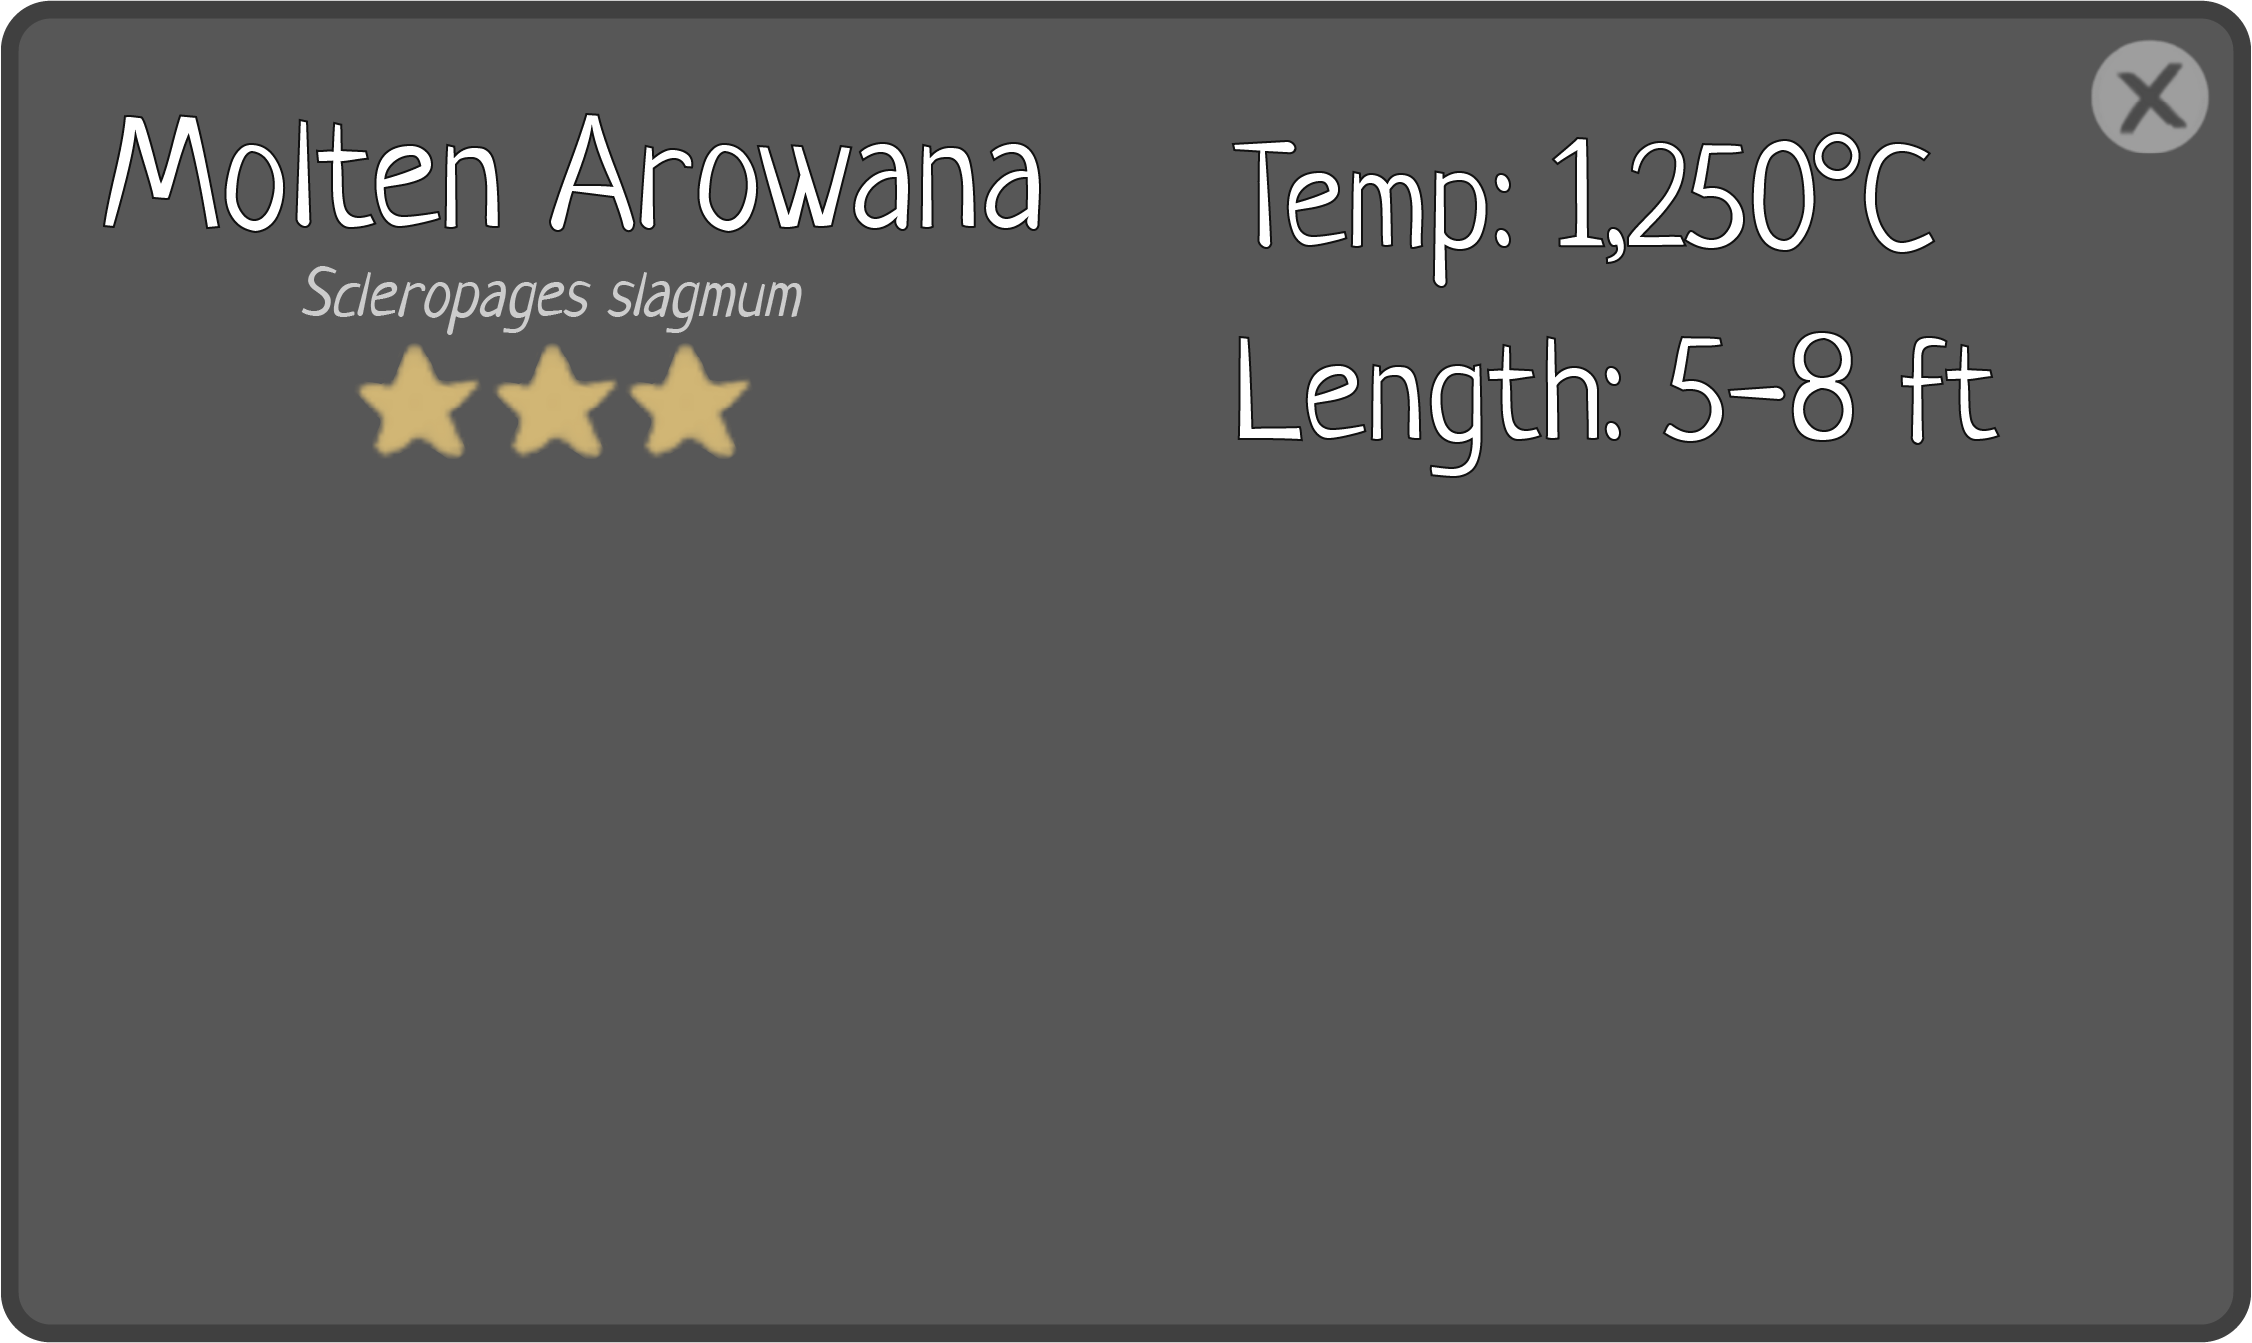 Molten Arowana
Scleropages slagmum
Temp: 1,250°C
Length: 5-8 ft
X